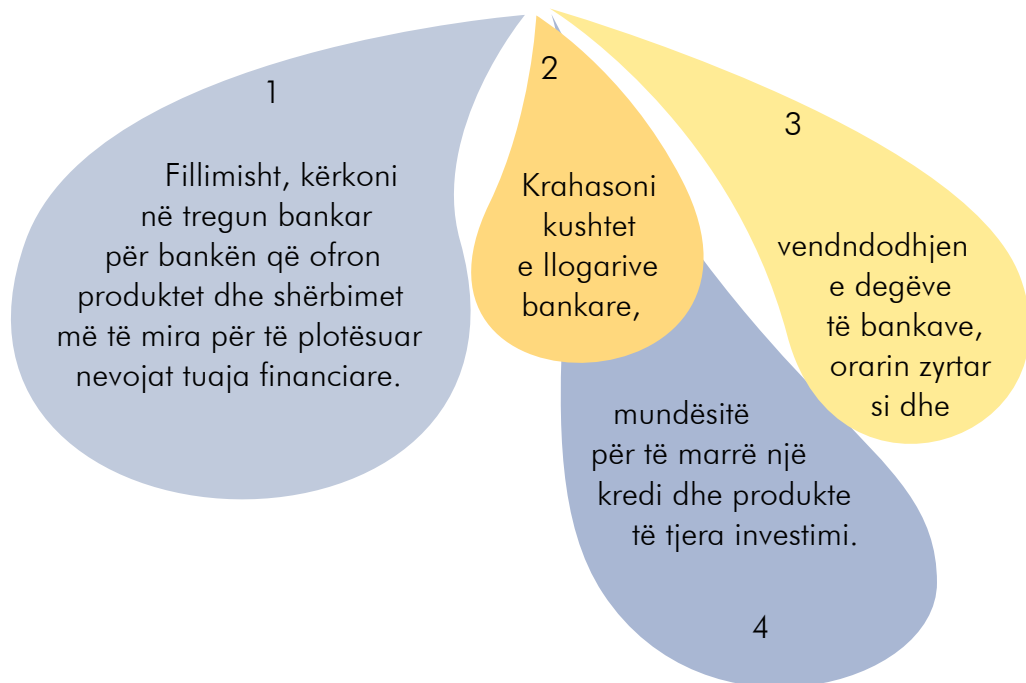 1
Fillimisht, kërkoni
në tregun bankar
për bankën që ofron
produktet dhe shërbimet
më të mira për të plotësuar
nevojat tuaja financiare.
2
Krahasoni
kushtet
e llogarive
bankare,
3
vendndodhjen
e degëve
të bankave,
orarin zyrtar
si dhe
mundësitë
për të marrë një
kredi dhe produkte
të tjera investimi.
4